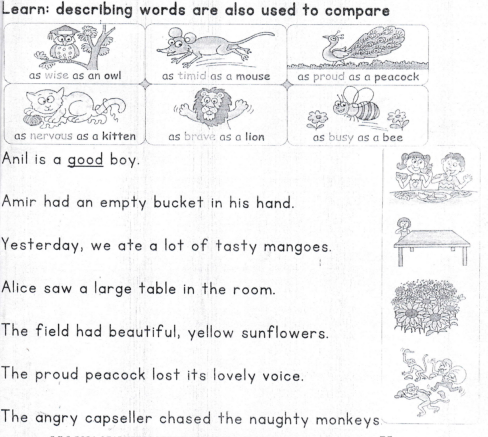 Learn: describing words are also used to compare
as wise as an owl
as timid as a mouse
as proud as a peacock
as nervous as a kitten
as brave as a lion
as busy as a bee
Anil is a good boy.
Amir had an empty bucket in his hand.
Yesterday, we ate a lot of tasty mangoes.
Alice saw a large table in the room.
The field had beautiful, yellow sunflowers.
The proud peacock lost its lovely voice.
The angry capseller chased the naughty monkeys